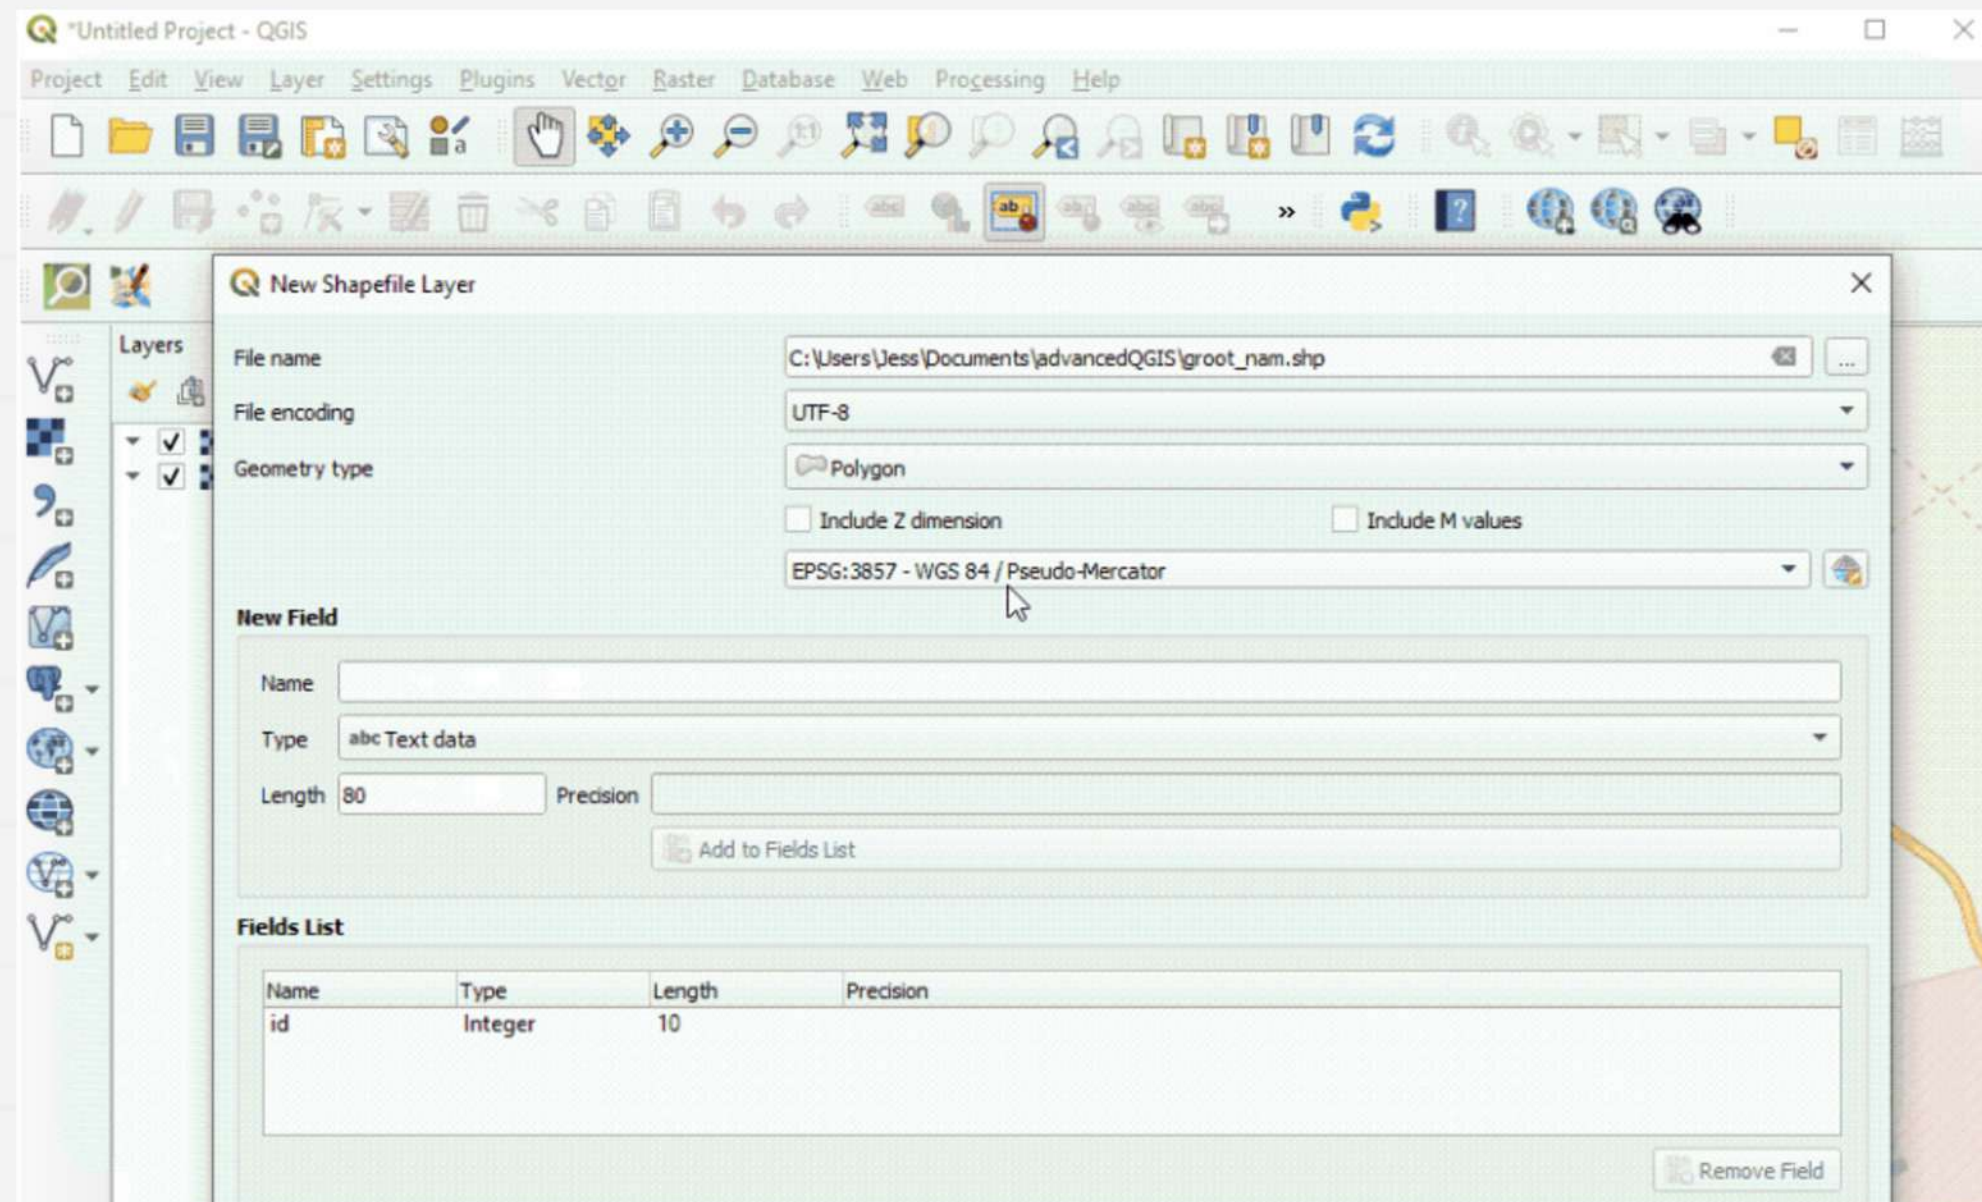 *Untitled Project - QGIS
Project Edit View Layer Settings Plugins Vector Raster Database Web Processing Help
New Shapefile Layer
Layers
File name C:\Users\Jess\Documents\advancedQGIS\groot_nam.shp ...
File encoding UTF-8
Geometry type Polygon
Include Z dimension Include M values
EPSG:3857 - WGS 84 / Pseudo-Mercator
New Field
Name
Type abc Text data
Length 80 Precision
Add to Fields List
Fields List
Name Type Length Precision
id Integer 10
Remove Field